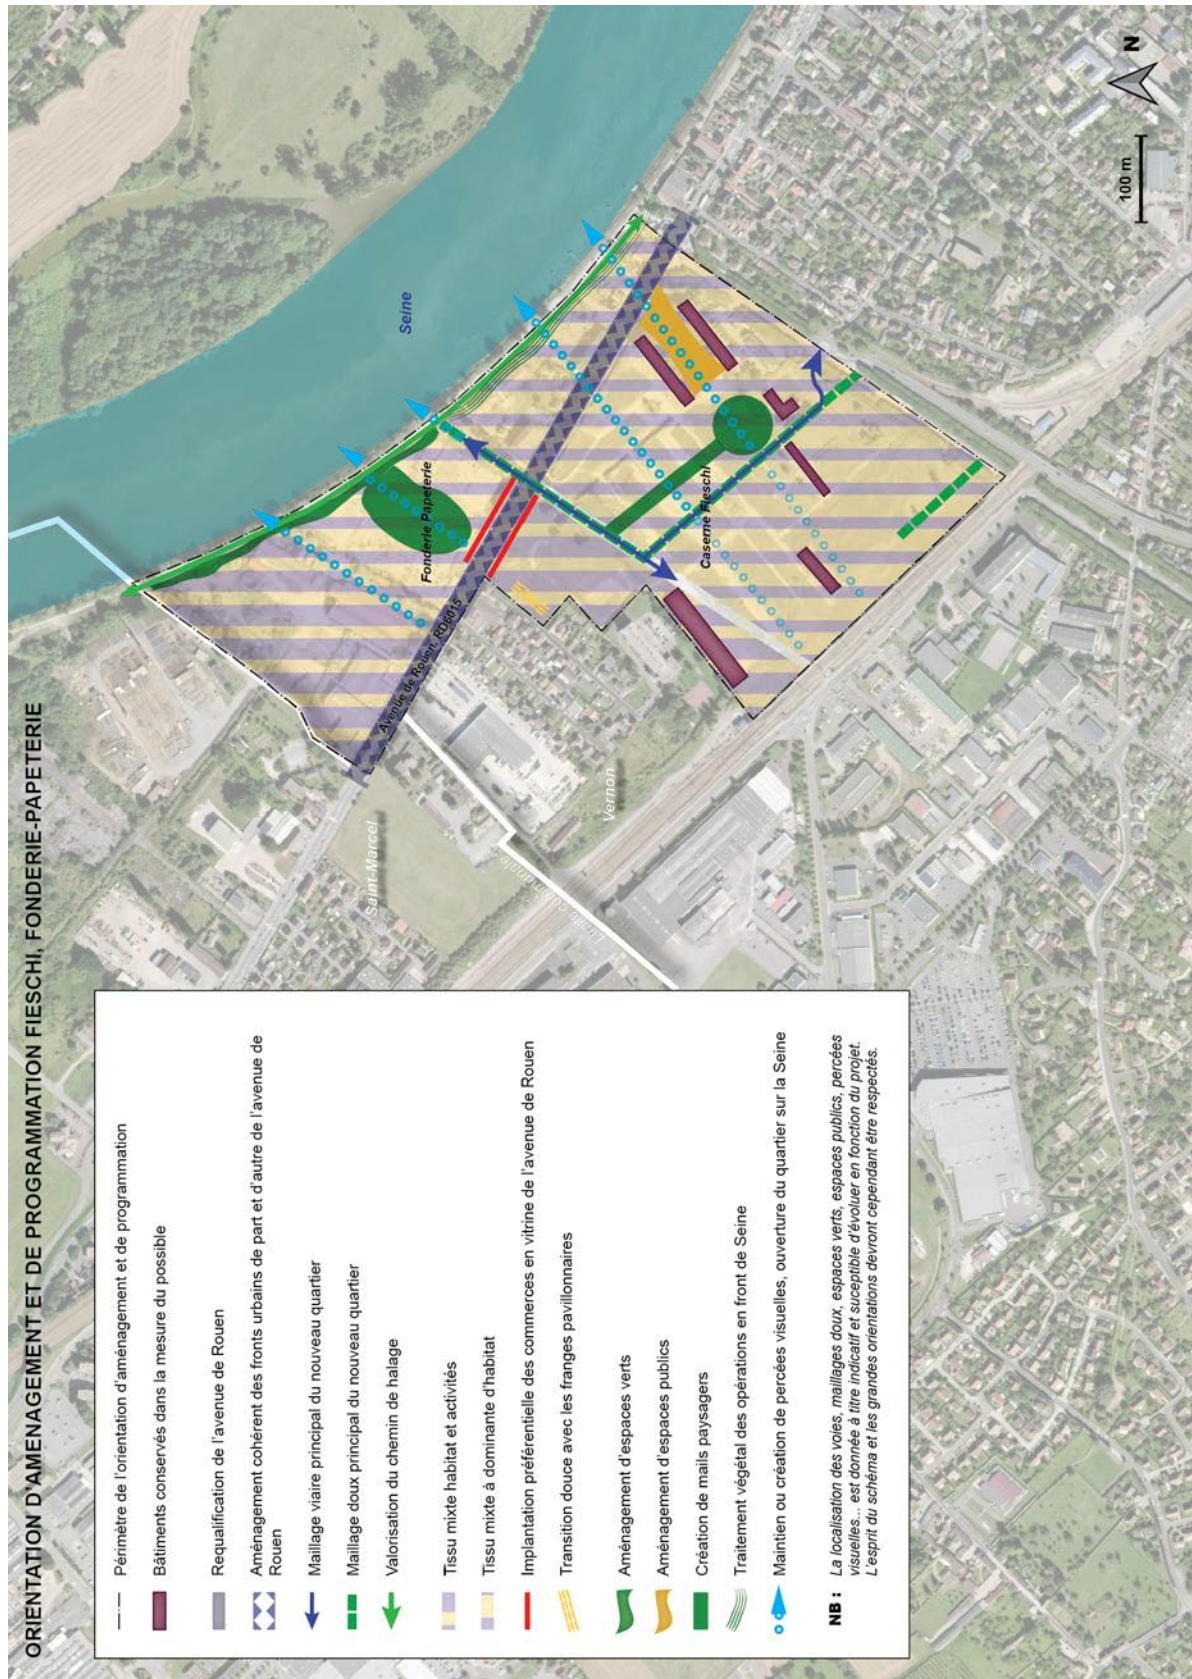 ORIENTATION D'AMENAGEMENT ET DE PROGRAMMATION FIESCHI, FONDERIE-PAPETERIE
Périmètre de l'orientation d'aménagement et de programmation
Bâtiments conservés dans la mesure du possible
Requalification de l'avenue de Rouen
Aménagement cohérent des fronts urbains de part et d'autre de l'avenue de
Rouen
Maillage viaire principal du nouveau quartier
Maillage doux principal du nouveau quartier
Valorisation du chemin de halage
Tissu mixte habitat et activités
Tissu mixte à dominante d'habitat
Implantation préférentielle des commerces en vitrine de l'avenue de Rouen
Transition douce avec les franges pavillonnaires
Aménagement d'espaces verts
Aménagement d'espaces publics
Création de mails paysagers
Traitement végétal des opérations en front de Seine
Maintien ou création de percées visuelles, ouverture du quartier sur la Seine
NB : La localisation des voies, maillages doux, espaces verts, espaces publics, percées
visuelles... est donnée à titre indicatif et suceptible d'évoluer en fonction du projet.
L'esprit du schéma et les grandes orientations devront cependant être respectés.
Saint-Marcel
Limite communale
Vernon
Avenue de Rouen, RD6015
Fonderie Papeterie
Caserne Fieschi
Seine
100 m
N